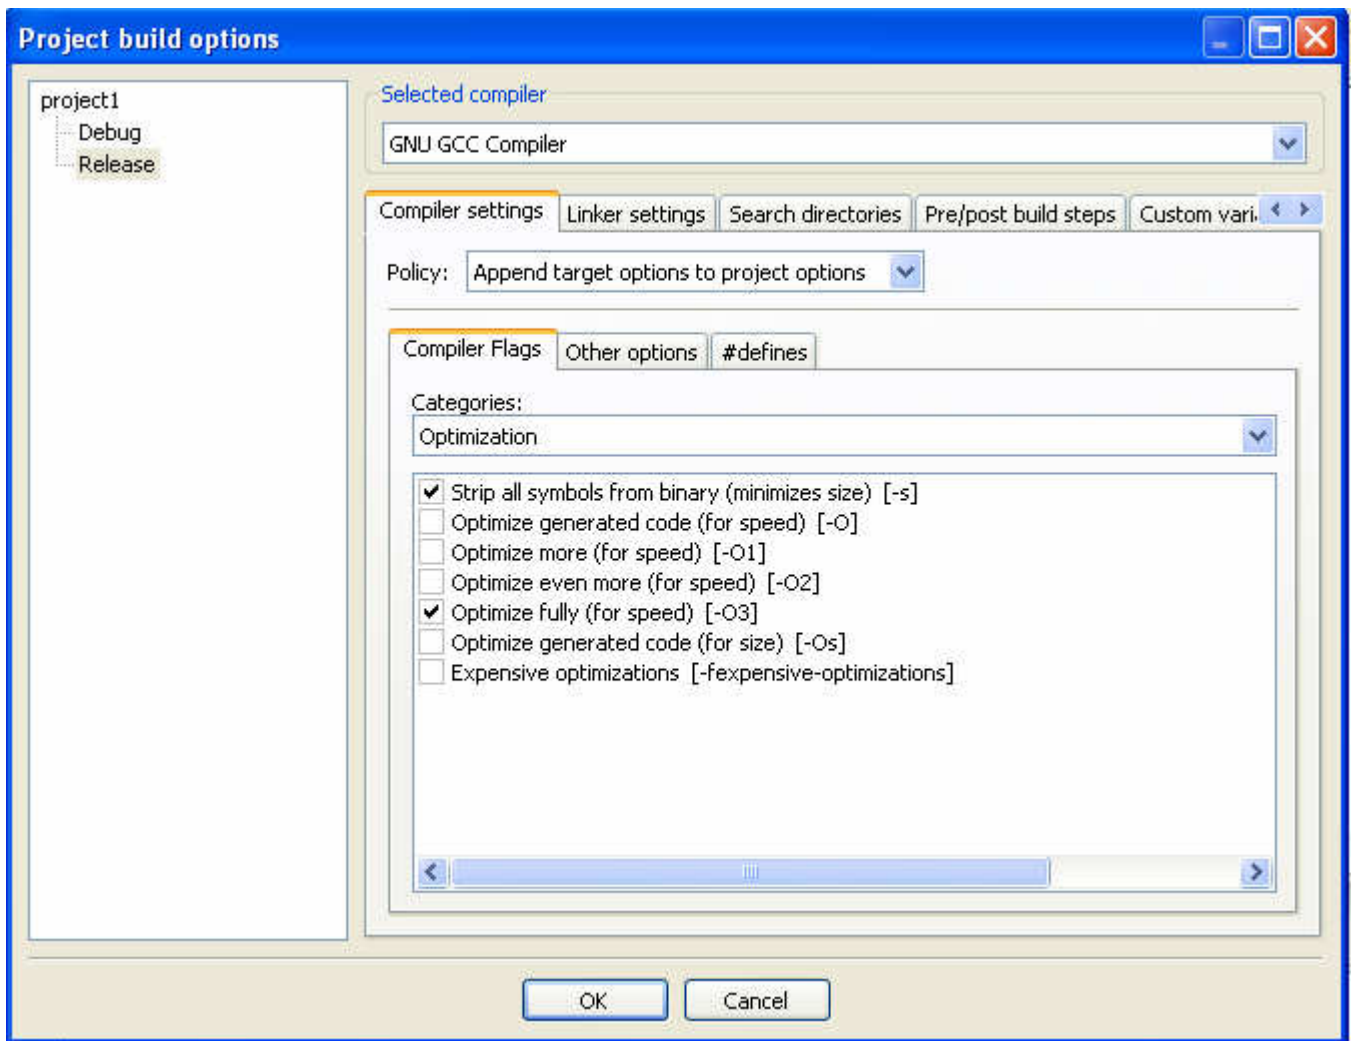 Project build options
project1
Debug
Release
Selected compiler
GNU GCC Compiler
Compiler settings Linker settings Search directories Pre/post build steps Custom vari
Policy: Append target options to project options
Compiler Flags Other options #defines
Categories:
Optimization
Strip all symbols from binary (minimizes size) [-s]
Optimize generated code (for speed) [-O]
Optimize more (for speed) [-O1]
Optimize even more (for speed) [-O2]
Optimize fully (for speed) [-O3]
Optimize generated code (for size) [-Os]
Expensive optimizations [-fexpensive-optimizations]
OK Cancel